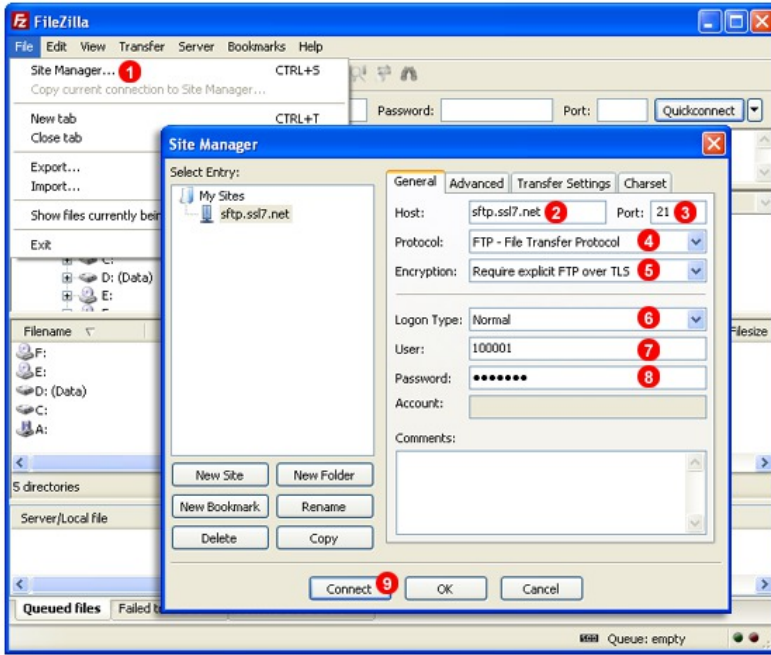 FileZilla
File Edit View Transfer Server Bookmarks Help
Site Manager... 1 CTRL+S
Copy current connection to Site Manager...
New tab CTRL+T
Close tab
Export...
Import...
Show files currently bein
Exit
Password: Port: Quickconnect
D: (Data)
E:
Filename Filesize
F:
E:
D: (Data)
C:
A:
5 directories
Server/Local file
Queued files Failed t
Queue: empty
Site Manager
Select Entry:
My Sites
sftp.ssl7.net
New Site New Folder
New Bookmark Rename
Delete Copy
General Advanced Transfer Settings Charset
Host: sftp.ssl7.net 2 Port: 21 3
Protocol: FTP - File Transfer Protocol 4
Encryption: Require explicit FTP over TLS 5
Logon Type: Normal 6
User: 100001 7
Password: ●●●●●●● 8
Account:
Comments:
Connect 9 OK Cancel